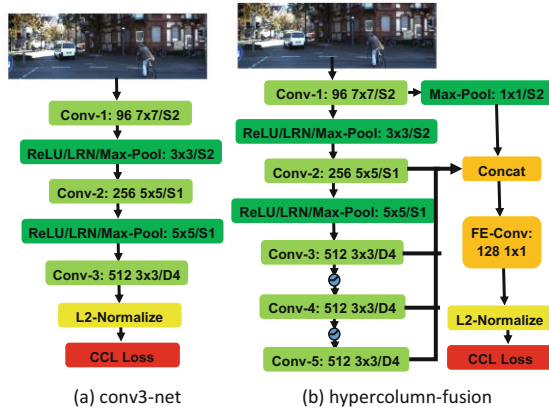 Conv-1: 96 7x7/S2
ReLU/LRN/Max-Pool: 3x3/S2
Conv-2: 256 5x5/S1
ReLU/LRN/Max-Pool: 5x5/S1
Conv-3: 512 3x3/D4
L2-Normalize
CCL Loss
(a) conv3-net
Conv-1: 96 7x7/S2
Max-Pool: 1x1/S2
ReLU/LRN/Max-Pool: 3x3/S2
Conv-2: 256 5x5/S1
Concat
ReLU/LRN/Max-Pool: 5x5/S1
FE-Conv:
128 1x1
Conv-3: 512 3x3/D4
Conv-4: 512 3x3/D4
L2-Normalize
Conv-5: 512 3x3/D4
CCL Loss
(b) hypercolumn-fusion